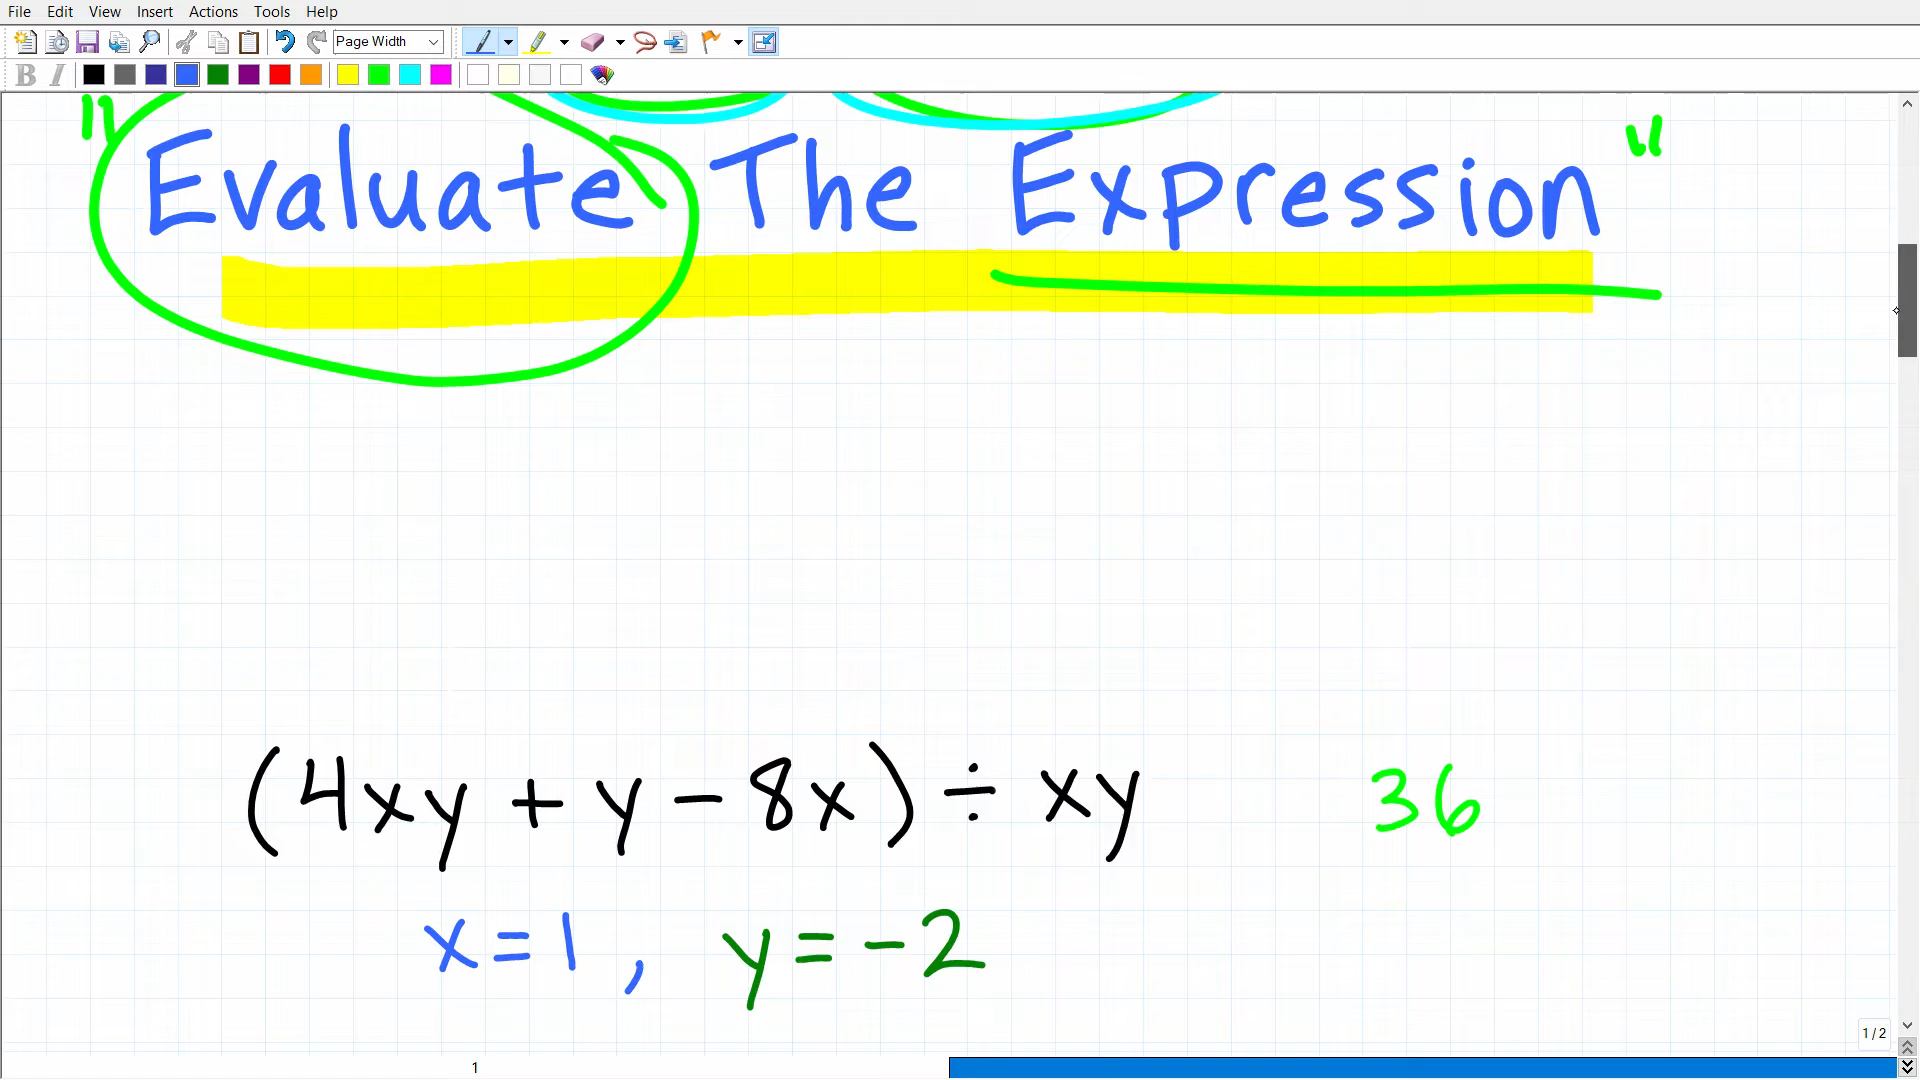 File Edit View Insert Actions Tools Help
Page Width
B I
"Evaluate The Expression"
(4xy + y - 8x) ÷ xy 36
x = 1 , y = -2
1 / 2
1